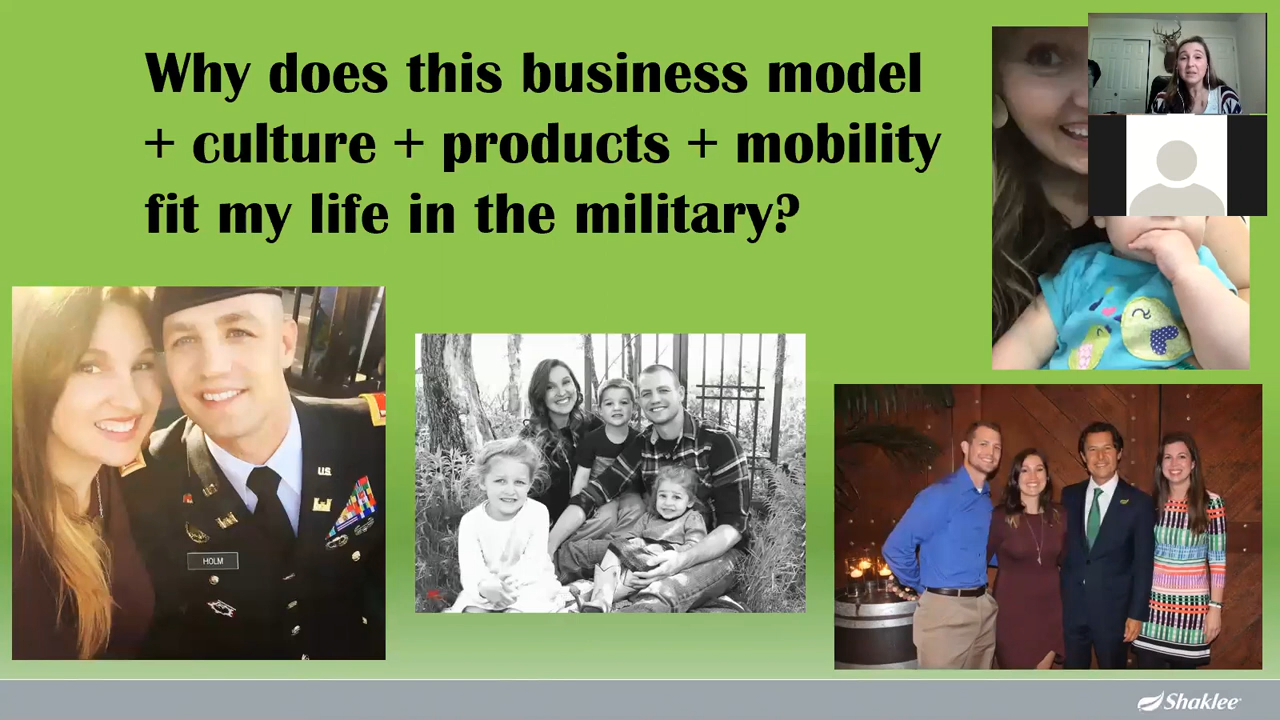 Why does this business model
+ culture + products + mobility
fit my life in the military?
U.S.
HOLM
Shaklee